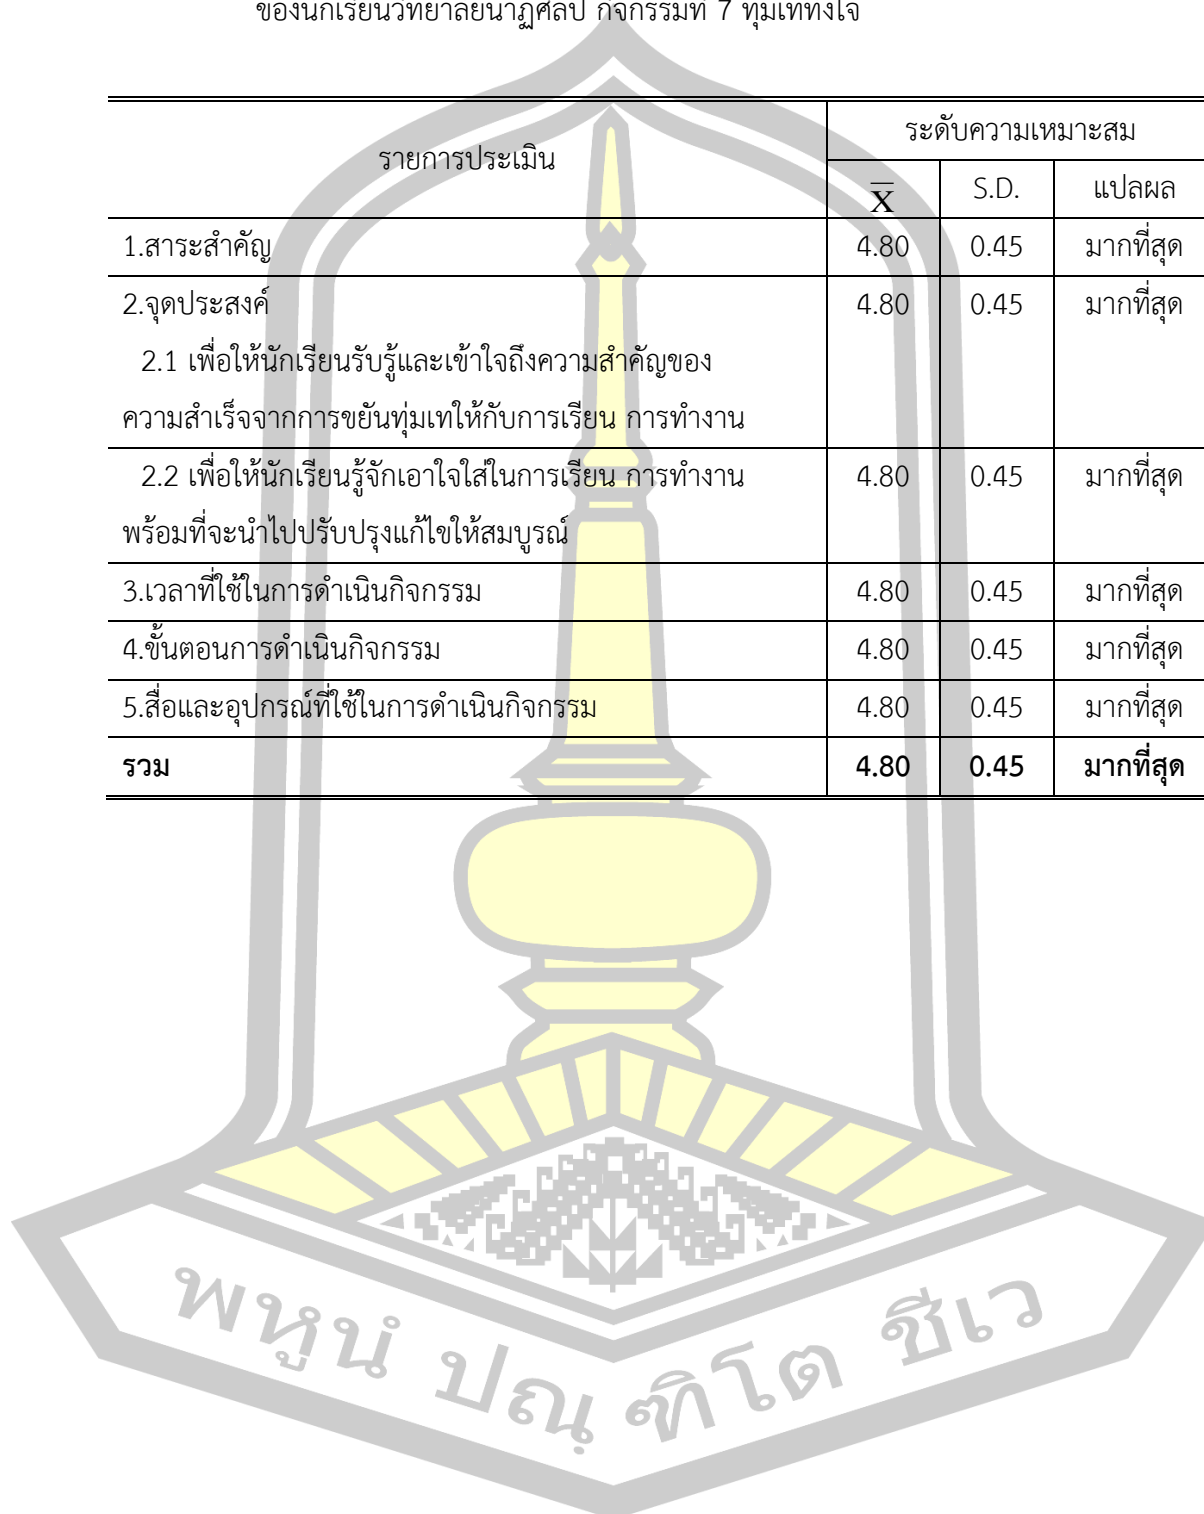 ของนักเรียนวิทยาลัยนาฏศิลป กิจกรรมที่ 7 ทุ่มเททั้งใจ
รายการประเมิน ระดับความเหมาะสม
X̅ S.D. แปลผล
1.สาระสำคัญ 4.80 0.45 มากที่สุด
2.จุดประสงค์ 4.80 0.45 มากที่สุด
2.1 เพื่อให้นักเรียนรับรู้และเข้าใจถึงความสำคัญของ
ความสำเร็จจากการขยันทุ่มเทให้กับการเรียน การทำงาน
2.2 เพื่อให้นักเรียนรู้จักเอาใจใส่ในการเรียน การทำงาน 4.80 0.45 มากที่สุด
พร้อมที่จะนำไปปรับปรุงแก้ไขให้สมบูรณ์
3.เวลาที่ใช้ในการดำเนินกิจกรรม 4.80 0.45 มากที่สุด
4.ขั้นตอนการดำเนินกิจกรรม 4.80 0.45 มากที่สุด
5.สื่อและอุปกรณ์ที่ใช้ในการดำเนินกิจกรรม 4.80 0.45 มากที่สุด
รวม 4.80 0.45 มากที่สุด
พหูนํ ปณฺ ฑิโต ชีเว